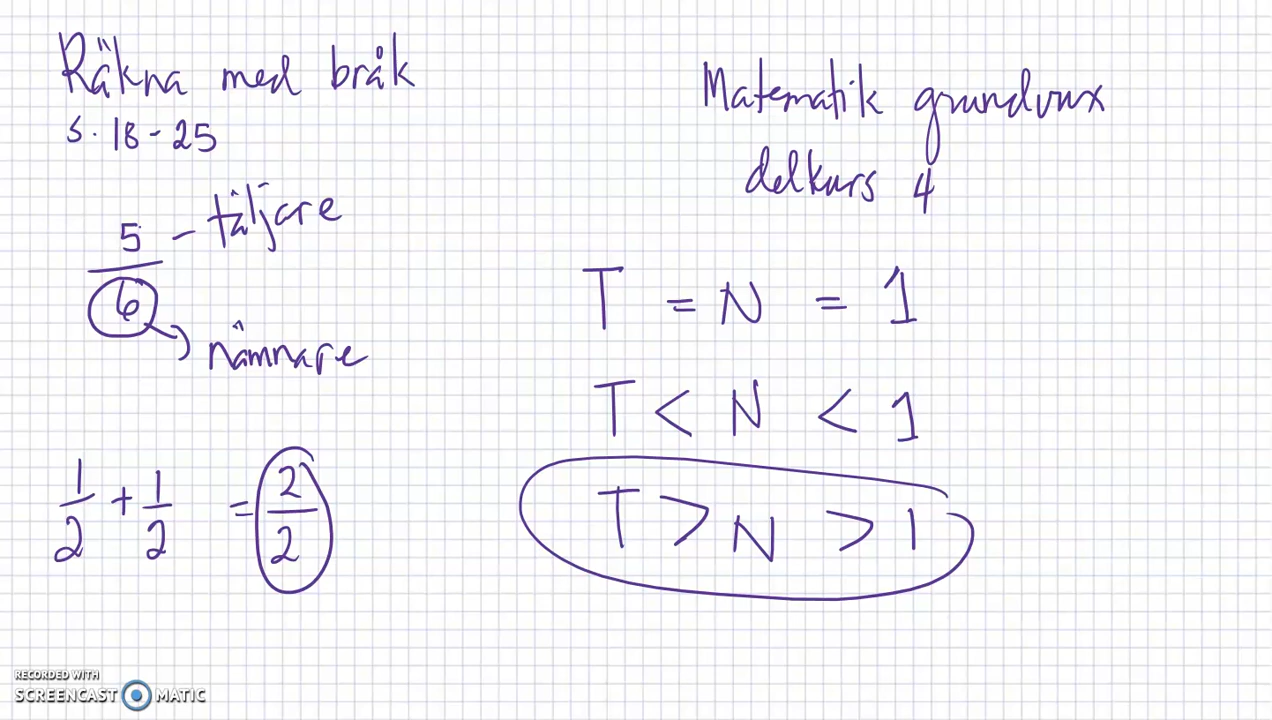 Räkna med bråk
s. 18-25
5 - täljare
6 nämnare
1/2 + 1/2 = 2/2
Matematik grundvux
delkurs 4
T = N = 1
T < N < 1
T > N > 1
RECORDED WITH
SCREENCAST MATIC